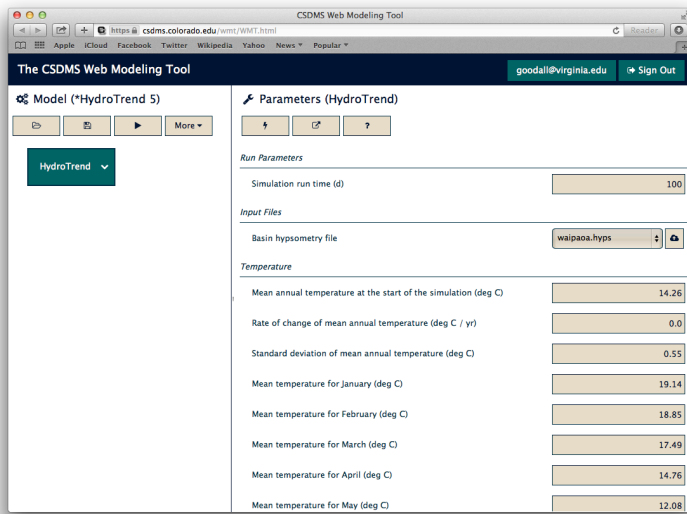 CSDMS Web Modeling Tool
https csdms.colorado.edu/wmt/WMT.html
Reader
Apple iCloud Facebook Twitter Wikipedia Yahoo News Popular
The CSDMS Web Modeling Tool
goodall@virginia.edu
Sign Out
Model (*HydroTrend 5)
More
HydroTrend
Parameters (HydroTrend)
?
Run Parameters
Simulation run time (d) 100
Input Files
Basin hypsometry file waipaoa.hyps
Temperature
Mean annual temperature at the start of the simulation (deg C) 14.26
Rate of change of mean annual temperature (deg C / yr) 0.0
Standard deviation of mean annual temperature (deg C) 0.55
Mean temperature for January (deg C) 19.14
Mean temperature for February (deg C) 18.85
Mean temperature for March (deg C) 17.49
Mean temperature for April (deg C) 14.76
Mean temperature for May (deg C) 12.08